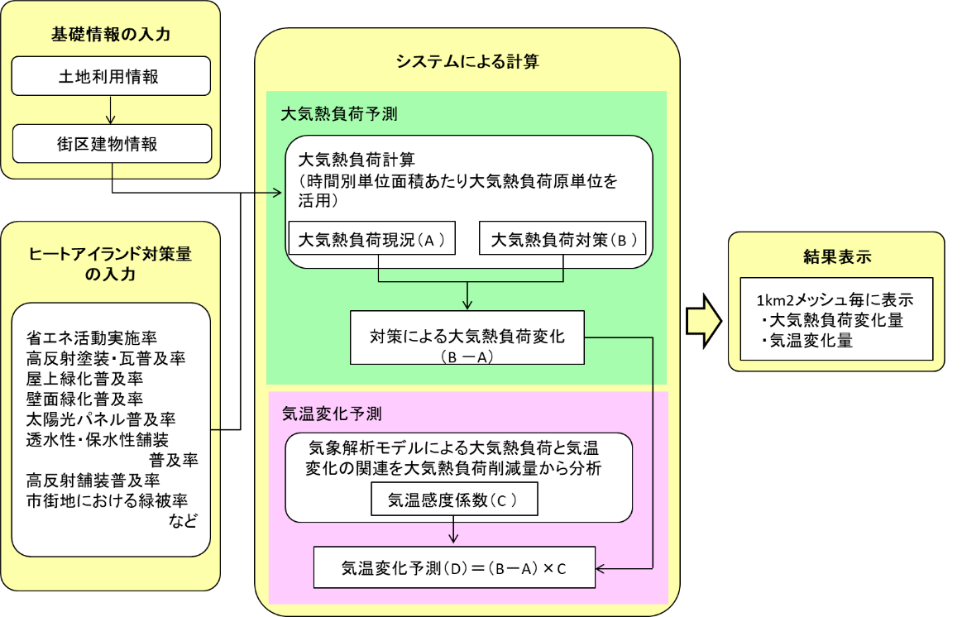 基礎情報の入力
土地利用情報
街区建物情報
ヒートアイランド対策量
の入力
省エネ活動実施率
高反射塗装・瓦普及率
屋上緑化普及率
壁面緑化普及率
太陽光パネル普及率
透水性・保水性舗装
普及率
高反射舗装普及率
市街地における緑被率
など
システムによる計算
大気熱負荷予測
大気熱負荷計算
(時間別単位面積あたり大気熱負荷原単位を
活用)
大気熱負荷現況(A)
大気熱負荷対策(B)
対策による大気熱負荷変化
(B－A)
気温変化予測
気象解析モデルによる大気熱負荷と気温
変化の関連を大気熱負荷削減量から分析
気温感度係数(C)
気温変化予測(D)＝(B－A)×C
結果表示
1km2メッシュ毎に表示
・大気熱負荷変化量
・気温変化量